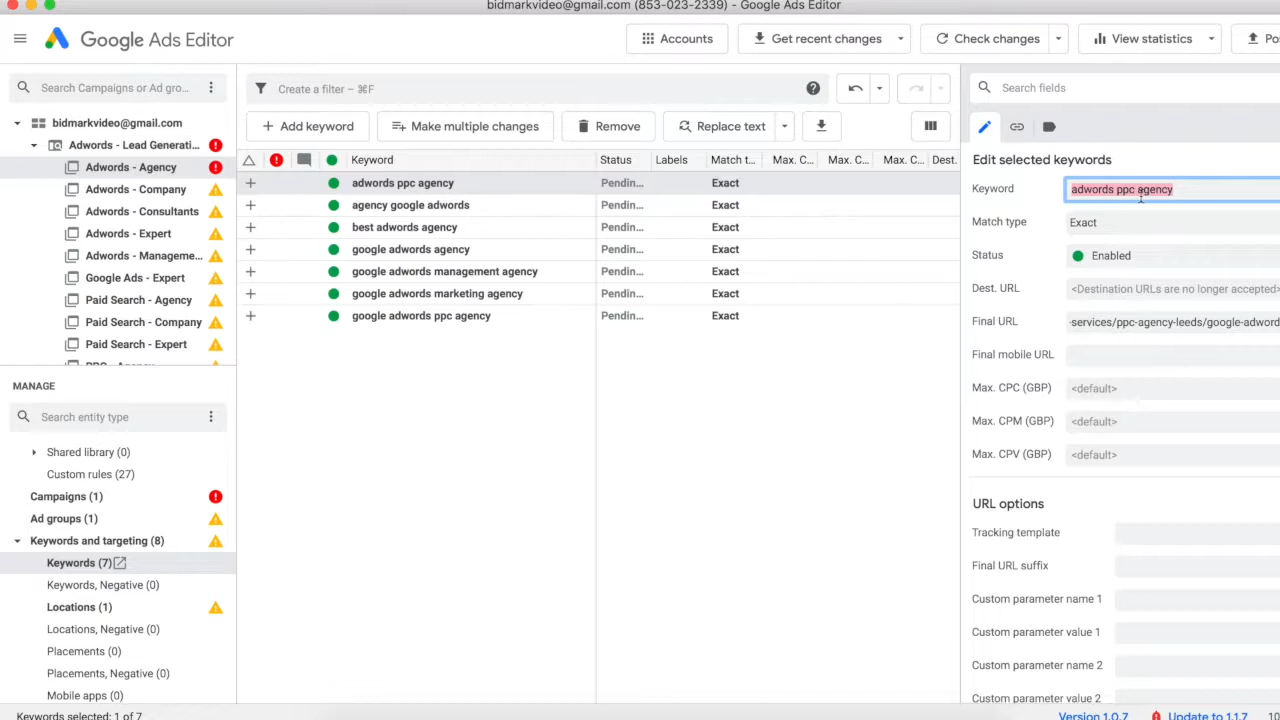 bidmarkvideo@gmail.com (853-023-2339) - Google Ads Editor
Google Ads Editor
Accounts
Get recent changes
Check changes
View statistics
Search Campaigns or Ad gro...
Create a filter – ⌘F
Search fields
Add keyword
Make multiple changes
Remove
Replace text
bidmarkvideo@gmail.com
Adwords - Lead Generati...
Adwords - Agency
Adwords - Company
Adwords - Consultants
Adwords - Expert
Adwords - Manageme...
Google Ads - Expert
Paid Search - Agency
Paid Search - Company
Paid Search - Expert
MANAGE
Search entity type
Shared library (0)
Custom rules (27)
Campaigns (1)
Ad groups (1)
Keywords and targeting (8)
Keywords (7)
Keywords, Negative (0)
Locations (1)
Locations, Negative (0)
Placements (0)
Placements, Negative (0)
Mobile apps (0)
Keywords selected: 1 of 7
Keyword Status Labels Match t... Max. C... Max. C... Max. C... Dest.
adwords ppc agency Pendin... Exact
agency google adwords Pendin... Exact
best adwords agency Pendin... Exact
google adwords agency Pendin... Exact
google adwords management agency Pendin... Exact
google adwords marketing agency Pendin... Exact
google adwords ppc agency Pendin... Exact
Edit selected keywords
Keyword adwords ppc agency
Match type Exact
Status Enabled
Dest. URL <Destination URLs are no longer accepted>
Final URL -services/ppc-agency-leeds/google-adword
Final mobile URL
Max. CPC (GBP) <default>
Max. CPM (GBP) <default>
Max. CPV (GBP) <default>
URL options
Tracking template
Final URL suffix
Custom parameter name 1
Custom parameter value 1
Custom parameter name 2
Custom parameter value 2
Version 1.0.7 Update to 1.1.7